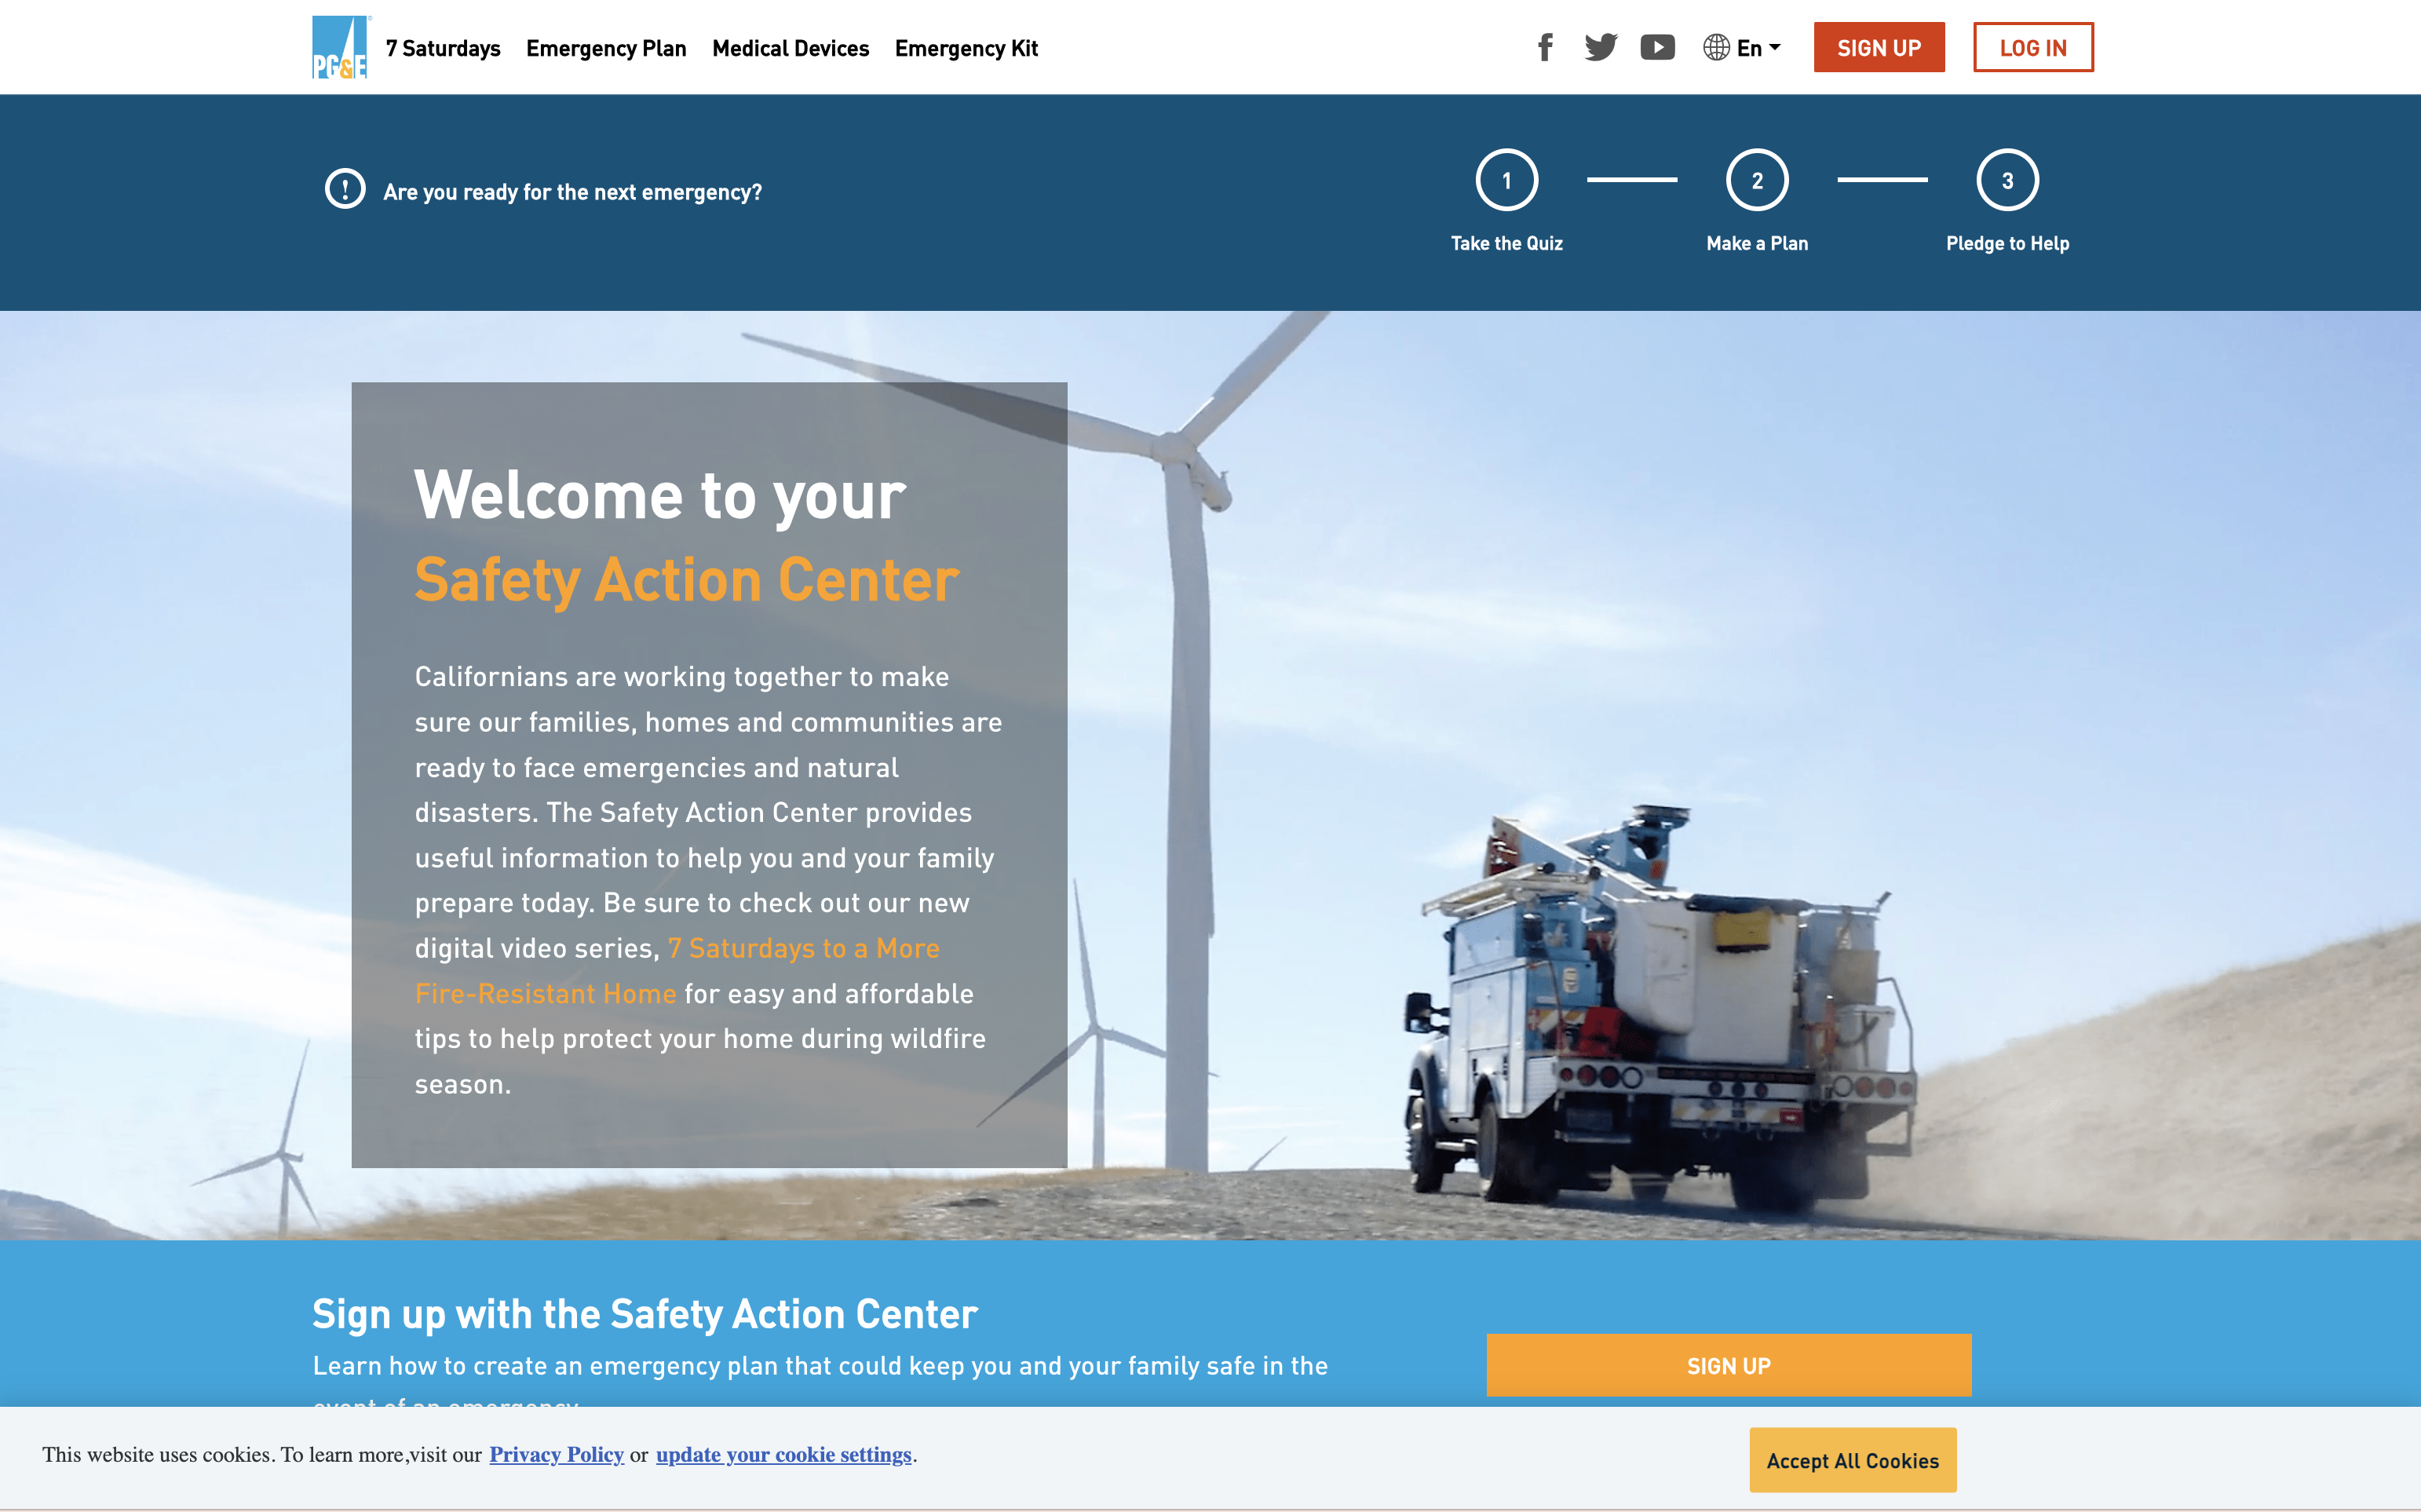 PG&E
7 Saturdays
Emergency Plan
Medical Devices
Emergency Kit
En
SIGN UP
LOG IN
Are you ready for the next emergency?
1
2
3
Take the Quiz
Make a Plan
Pledge to Help
Welcome to your
Safety Action Center
Californians are working together to make
sure our families, homes and communities are
ready to face emergencies and natural
disasters. The Safety Action Center provides
useful information to help you and your family
prepare today. Be sure to check out our new
digital video series, 7 Saturdays to a More
Fire-Resistant Home for easy and affordable
tips to help protect your home during wildfire
season.
Sign up with the Safety Action Center
Learn how to create an emergency plan that could keep you and your family safe in the
event of an emergency.
SIGN UP
This website uses cookies. To learn more,visit our Privacy Policy or update your cookie settings.
Accept All Cookies